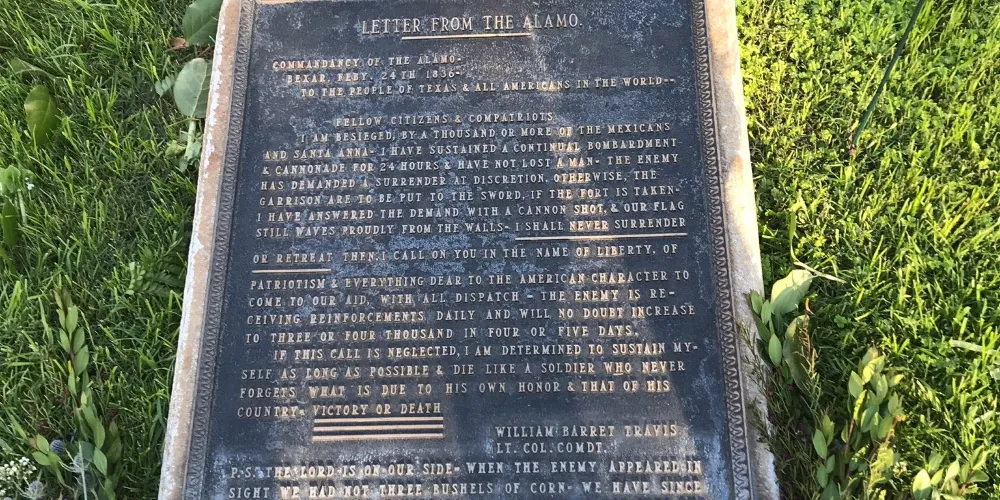 LETTER FROM THE ALAMO.
COMMANDANCY OF THE ALAMO-
BEXAR, FEBY. 24TH 1836-
TO THE PEOPLE OF TEXAS & ALL AMERICANS IN THE WORLD--
FELLOW CITIZENS & COMPATRIOTS
I AM BESIEGED, BY A THOUSAND OR MORE OF THE MEXICANS
AND SANTA ANNA- I HAVE SUSTAINED A CONTINUAL BOMBARDMENT
& CANNONADE FOR 24 HOURS & HAVE NOT LOST A MAN- THE ENEMY
HAS DEMANDED A SURRENDER AT DISCRETION, OTHERWISE, THE
GARRISON ARE TO BE PUT TO THE SWORD, IF THE FORT IS TAKEN-
I HAVE ANSWERED THE DEMAND WITH A CANNON SHOT, & OUR FLAG
STILL WAVES PROUDLY FROM THE WALLS- I SHALL NEVER SURRENDER
OR RETREAT THEN, I CALL ON YOU IN THE NAME OF LIBERTY, OF
PATRIOTISM & EVERYTHING DEAR TO THE AMERICAN CHARACTER TO
COME TO OUR AID, WITH ALL DISPATCH - THE ENEMY IS RE-
CEIVING REINFORCEMENTS DAILY AND WILL NO DOUBT INCREASE
TO THREE OR FOUR THOUSAND IN FOUR OR FIVE DAYS.
IF THIS CALL IS NEGLECTED, I AM DETERMINED TO SUSTAIN MY-
SELF AS LONG AS POSSIBLE & DIE LIKE A SOLDIER WHO NEVER
FORGETS WHAT IS DUE TO HIS OWN HONOR & THAT OF HIS
COUNTRY- VICTORY OR DEATH
WILLIAM BARRET TRAVIS
LT. COL. COMDT.
P.S. THE LORD IS ON OUR SIDE- WHEN THE ENEMY APPEARED IN
SIGHT WE HAD NOT THREE BUSHELS OF CORN- WE HAVE SINCE